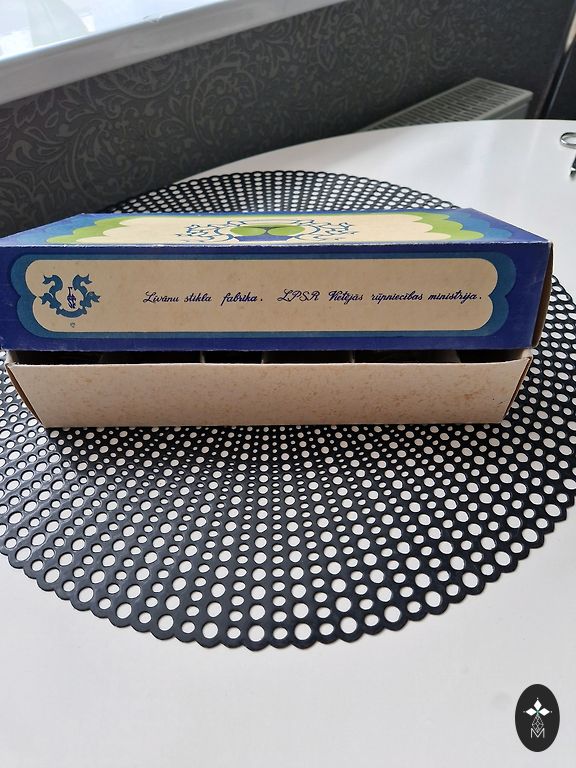 Līvānu stikla fabrika. LPSR Vietējās rūpniecības ministrija.
M